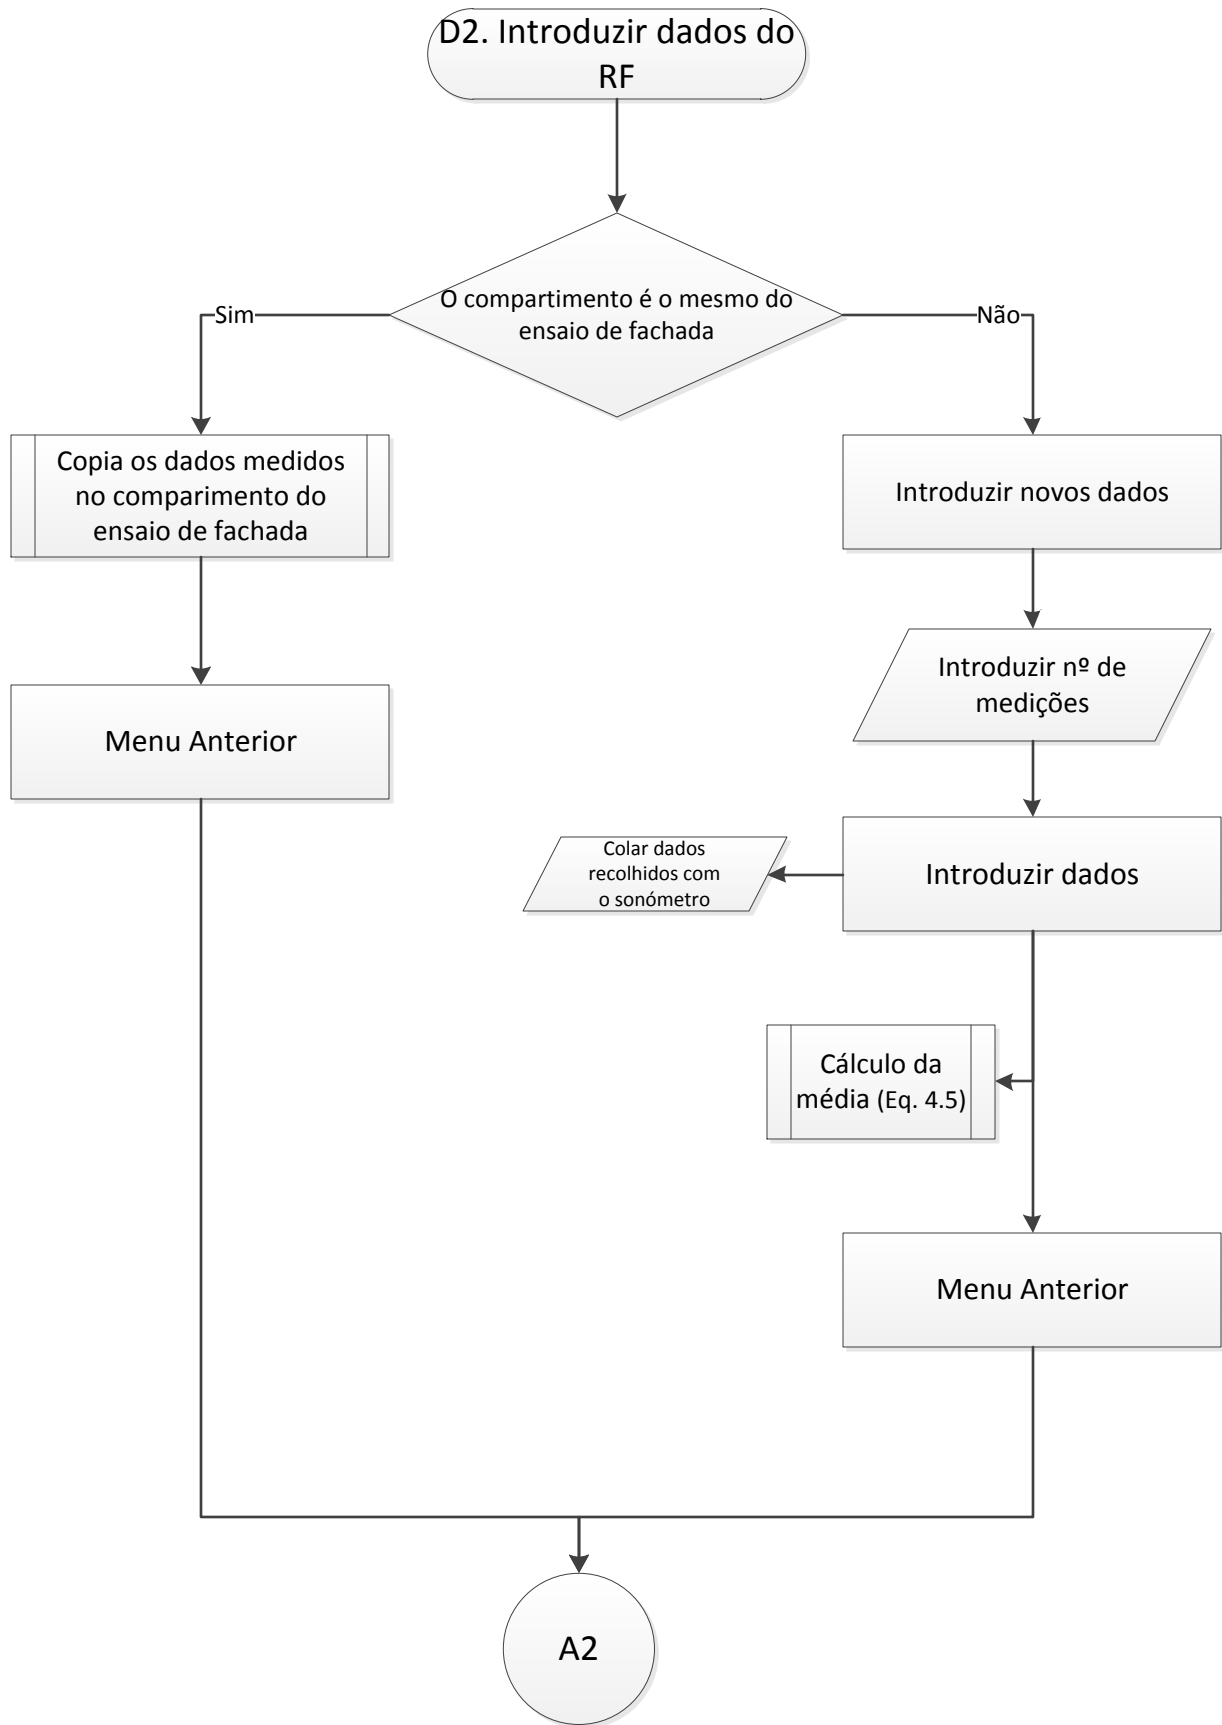 D2. Introduzir dados do
RF
O compartimento é o mesmo do
ensaio de fachada
Sim
Não
Copia os dados medidos
no comparimento do
ensaio de fachada
Introduzir novos dados
Introduzir nº de
medições
Menu Anterior
Colar dados
recolhidos com
o sonómetro
Introduzir dados
Cálculo da
média (Eq. 4.5)
Menu Anterior
A2